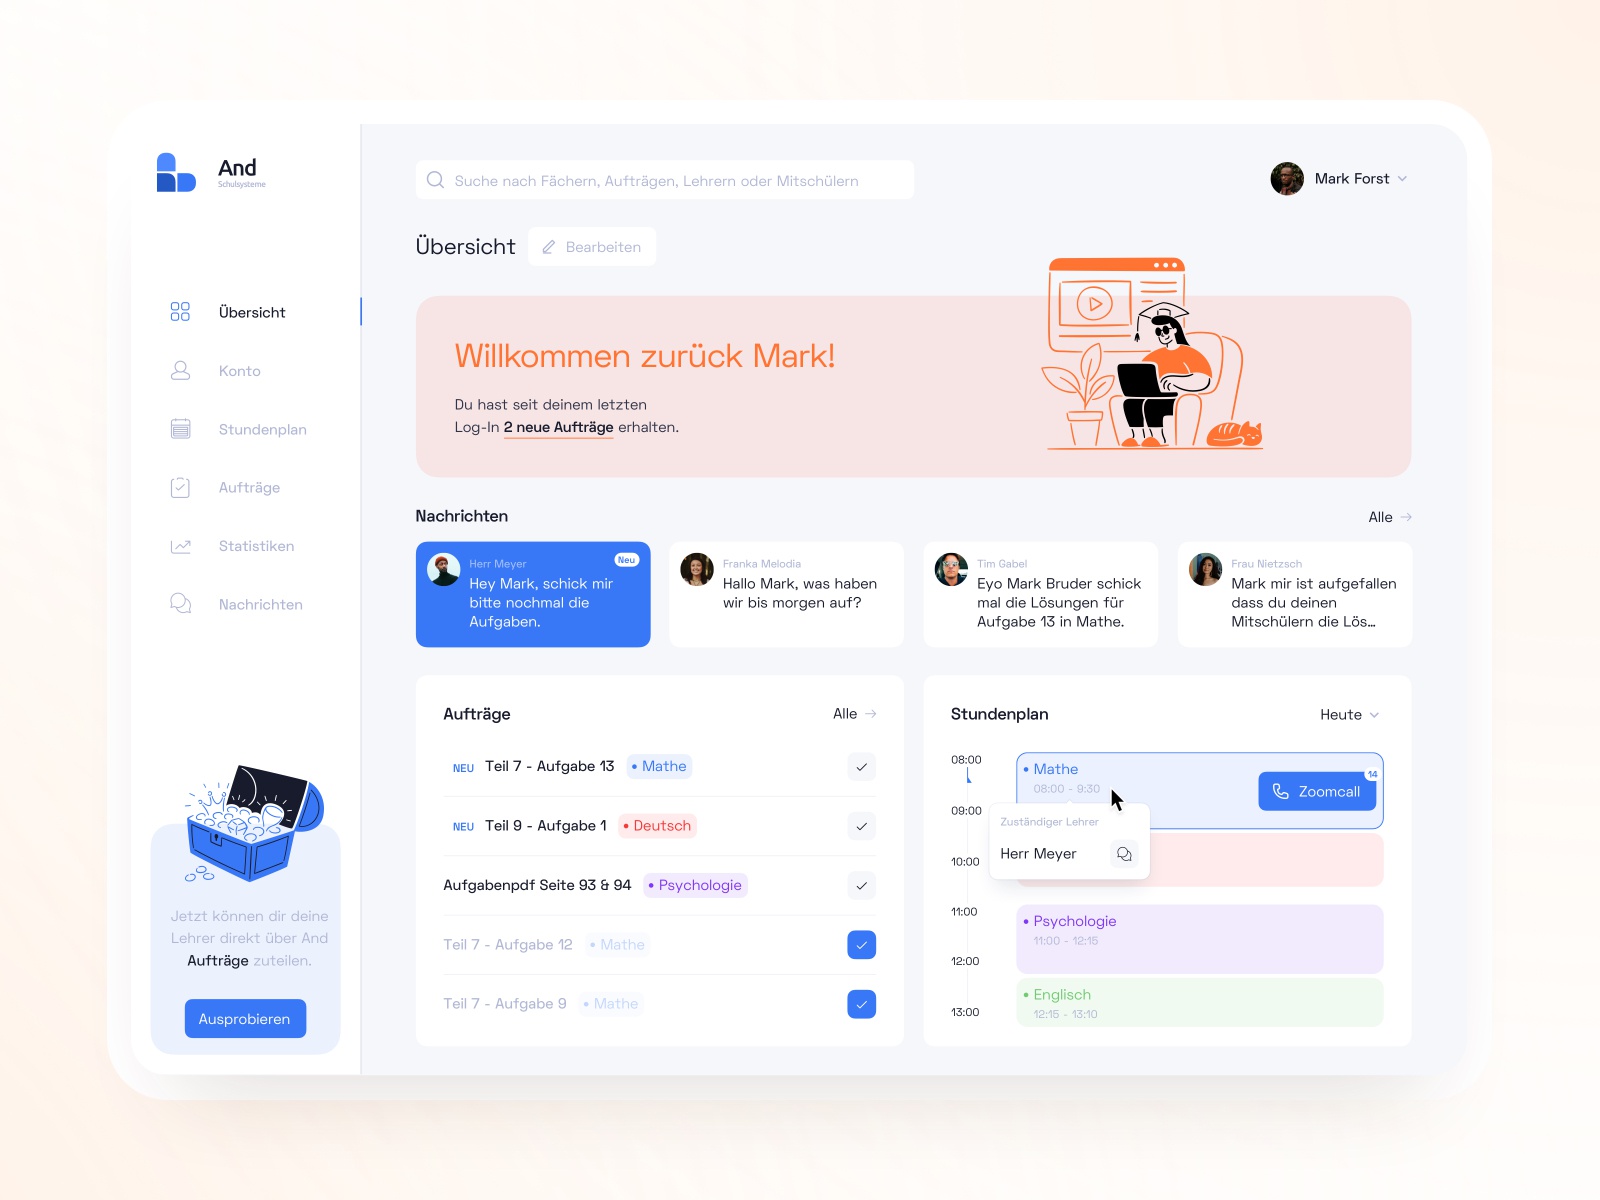 And
Schulsysteme
Suche nach Fächern, Aufträgen, Lehrern oder Mitschülern
Mark Forst
Übersicht
Bearbeiten
Übersicht
Konto
Stundenplan
Aufträge
Statistiken
Nachrichten
Willkommen zurück Mark!
Du hast seit deinem letzten
Log-In 2 neue Aufträge erhalten.
Nachrichten
Alle
Herr Meyer
Neu
Hey Mark, schick mir
bitte nochmal die
Aufgaben.
Franka Melodia
Hallo Mark, was haben
wir bis morgen auf?
Tim Gabel
Eyo Mark Bruder schick
mal die Lösungen für
Aufgabe 13 in Mathe.
Frau Nietzsch
Mark mir ist aufgefallen
dass du deinen
Mitschülern die Lös...
Aufträge
Alle
NEU Teil 7 - Aufgabe 13 • Mathe
NEU Teil 9 - Aufgabe 1 • Deutsch
Aufgabenpdf Seite 93 & 94 • Psychologie
Teil 7 - Aufgabe 12 • Mathe
Teil 7 - Aufgabe 9 • Mathe
Stundenplan
Heute
08:00
09:00
10:00
11:00
12:00
13:00
• Mathe
08:00 - 9:30
Zoomcall
14
Zuständiger Lehrer
Herr Meyer
• Psychologie
11:00 - 12:15
• Englisch
12:15 - 13:10
Jetzt können dir deine
Lehrer direkt über And
Aufträge zuteilen.
Ausprobieren